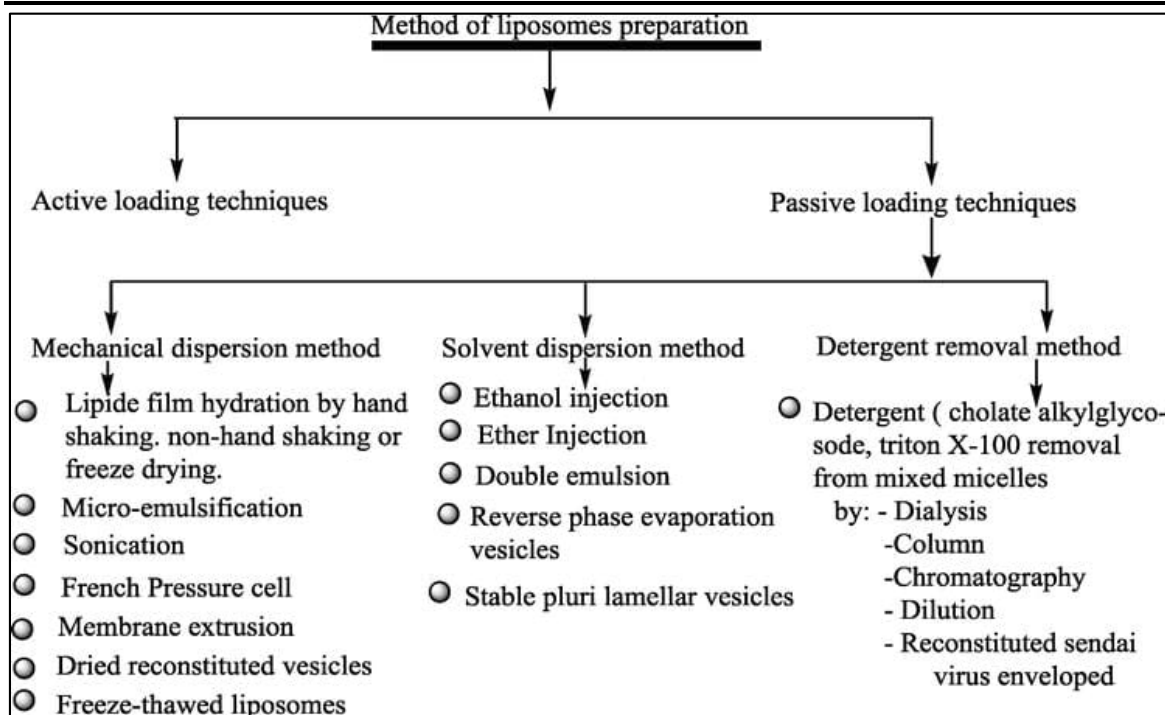 Method of liposomes preparation
Active loading techniques
Passive loading techniques
Mechanical dispersion method
Lipide film hydration by hand
shaking. non-hand shaking or
freeze drying.
Micro-emulsification
Sonication
French Pressure cell
Membrane extrusion
Dried reconstituted vesicles
Freeze-thawed liposomes
Solvent dispersion method
Ethanol injection
Ether Injection
Double emulsion
Reverse phase evaporation
vesicles
Stable pluri lamellar vesicles
Detergent removal method
Detergent ( cholate alkylglyco-
sode, triton X-100 removal
from mixed micelles
by: - Dialysis
-Column
-Chromatography
- Dilution
- Reconstituted sendai
virus enveloped